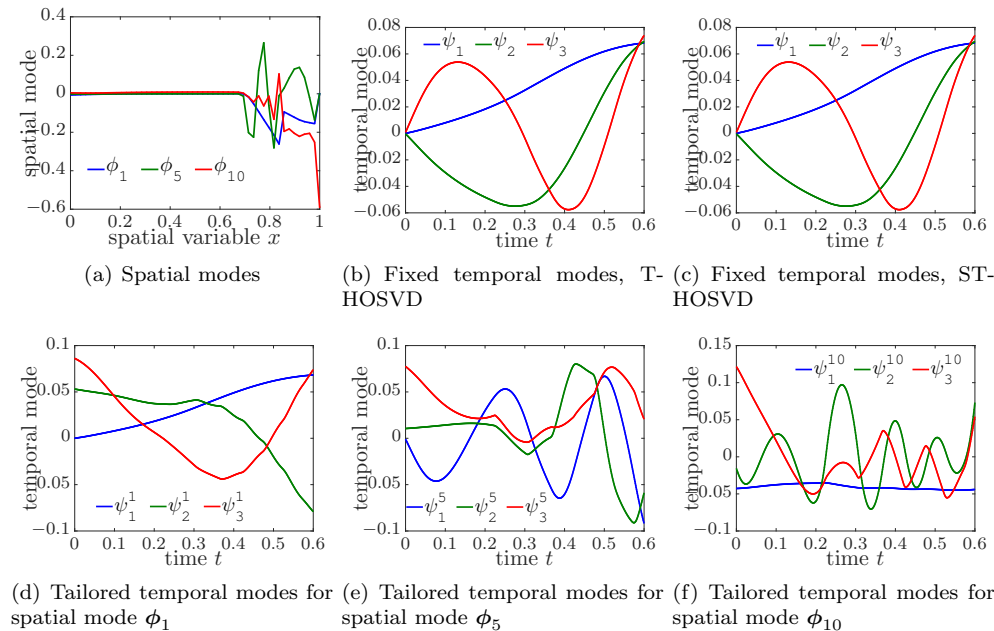 0.4
0.2
0
0.2
0.4
−0.6
spatial mode
ϕ₁ ϕ₅ ϕ₁₀
0 0.2 0.4 0.6 0.8 1
spatial variable x
(a) Spatial modes
0.08
0.06
0.04
0.02
0
0.02
0.04
−0.06
temporal mode
ψ₁ ψ₂ ψ₃
0 0.1 0.2 0.3 0.4 0.5 0.6
time t
(b) Fixed temporal modes, T-
HOSVD
0.08
0.06
0.04
0.02
0
0.02
0.04
−0.06
temporal mode
ψ₁ ψ₂ ψ₃
0 0.1 0.2 0.3 0.4 0.5 0.6
time t
(c) Fixed temporal modes, ST-
HOSVD
0.1
0.05
0
0.05
−0.1
temporal mode
ψ₁¹ ψ₂¹ ψ₃¹
0 0.1 0.2 0.3 0.4 0.5 0.6
time t
(d) Tailored temporal modes for
spatial mode ϕ₁
0.1
0.05
0
0.05
−0.1
temporal mode
ψ₁⁵ ψ₂⁵ ψ₃⁵
0 0.1 0.2 0.3 0.4 0.5 0.6
time t
(e) Tailored temporal modes for
spatial mode ϕ₅
0.15
0.1
0.05
0
0.05
−0.1
temporal mode
ψ₁¹⁰ ψ₂¹⁰ ψ₃¹⁰
0 0.1 0.2 0.3 0.4 0.5 0.6
time t
(f) Tailored temporal modes for
spatial mode ϕ₁₀